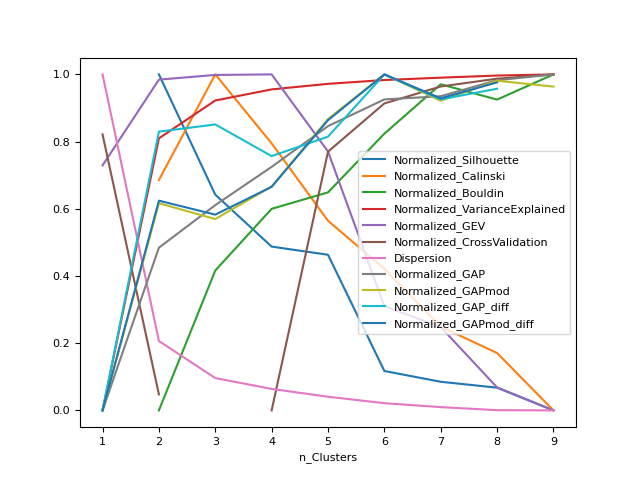 1.0
0.8
0.6
0.4
0.2
0.0
Normalized_Silhouette
Normalized_Calinski
Normalized_Bouldin
Normalized_VarianceExplained
Normalized_GEV
Normalized_CrossValidation
Dispersion
Normalized_GAP
Normalized_GAPmod
Normalized_GAP_diff
Normalized_GAPmod_diff
1 2 3 4 5 6 7 8 9
n_Clusters